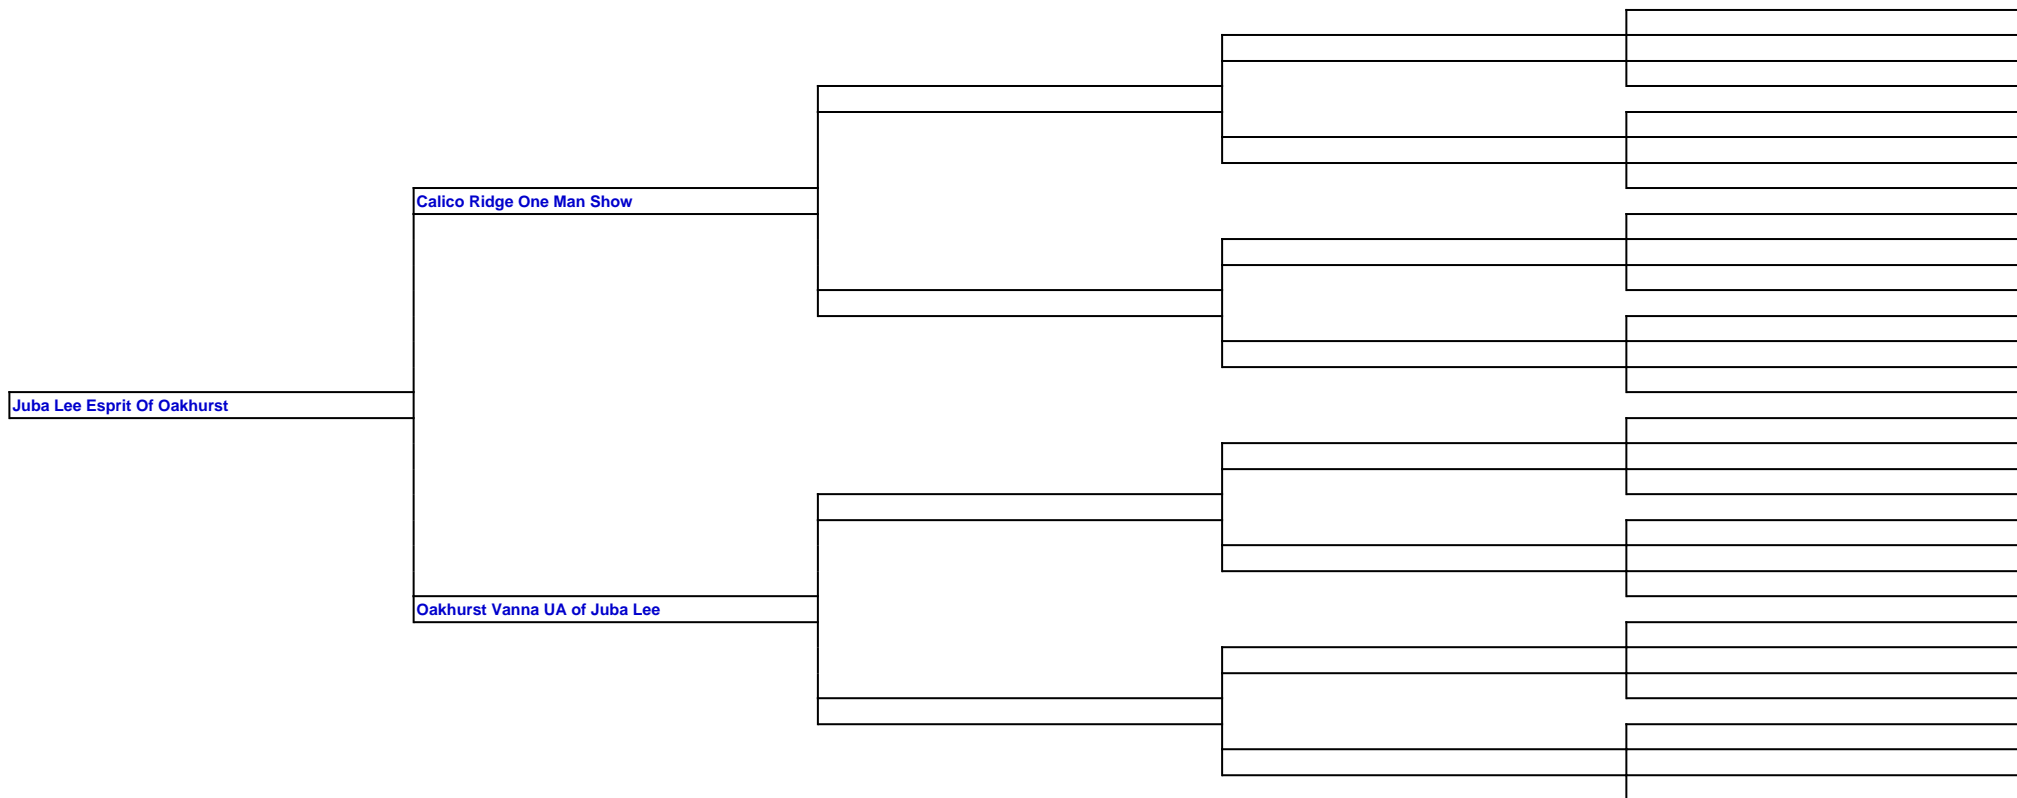 Calico Ridge One Man Show
Juba Lee Esprit Of Oakhurst
Oakhurst Vanna UA of Juba Lee